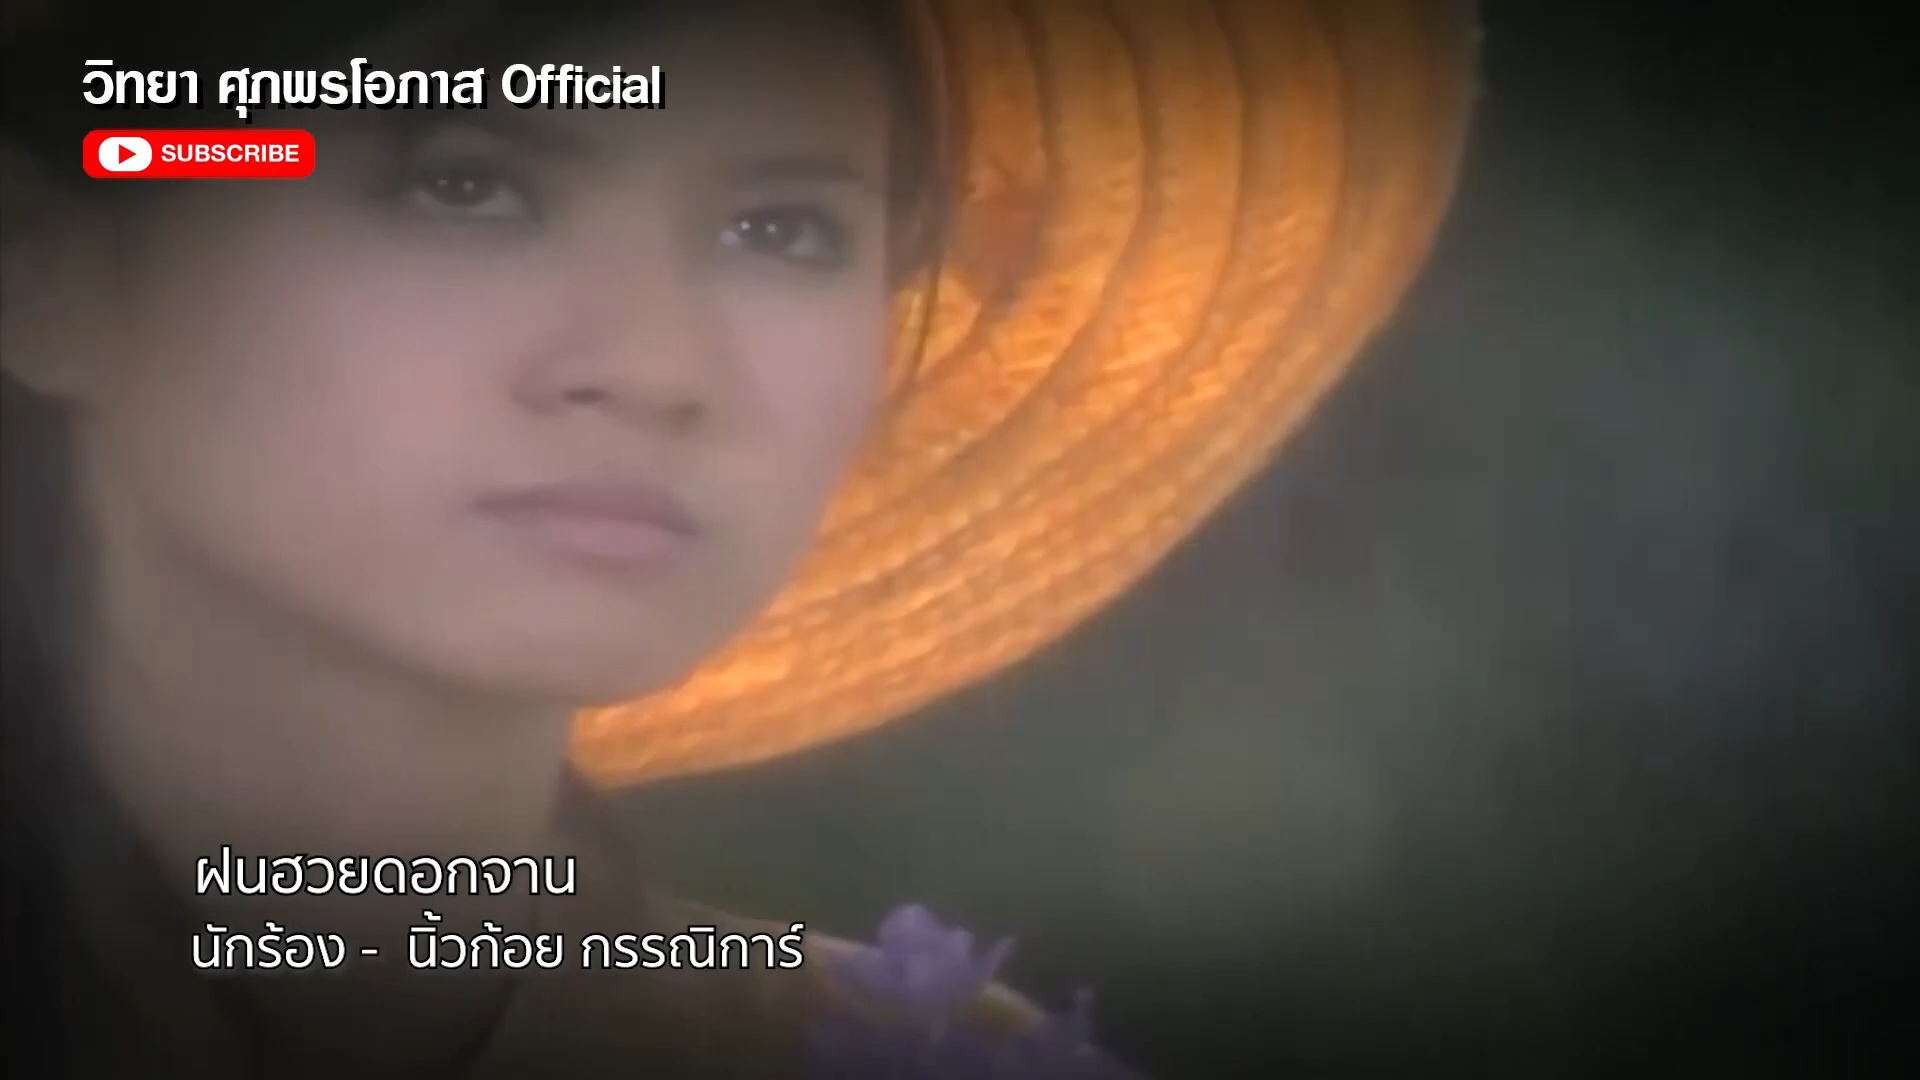 วิทยา ศุภพรโอภาส Official
SUBSCRIBE
ฝนฮวยดอกจาน
นักร้อง - นิ้วก้อย กรรณิการ์